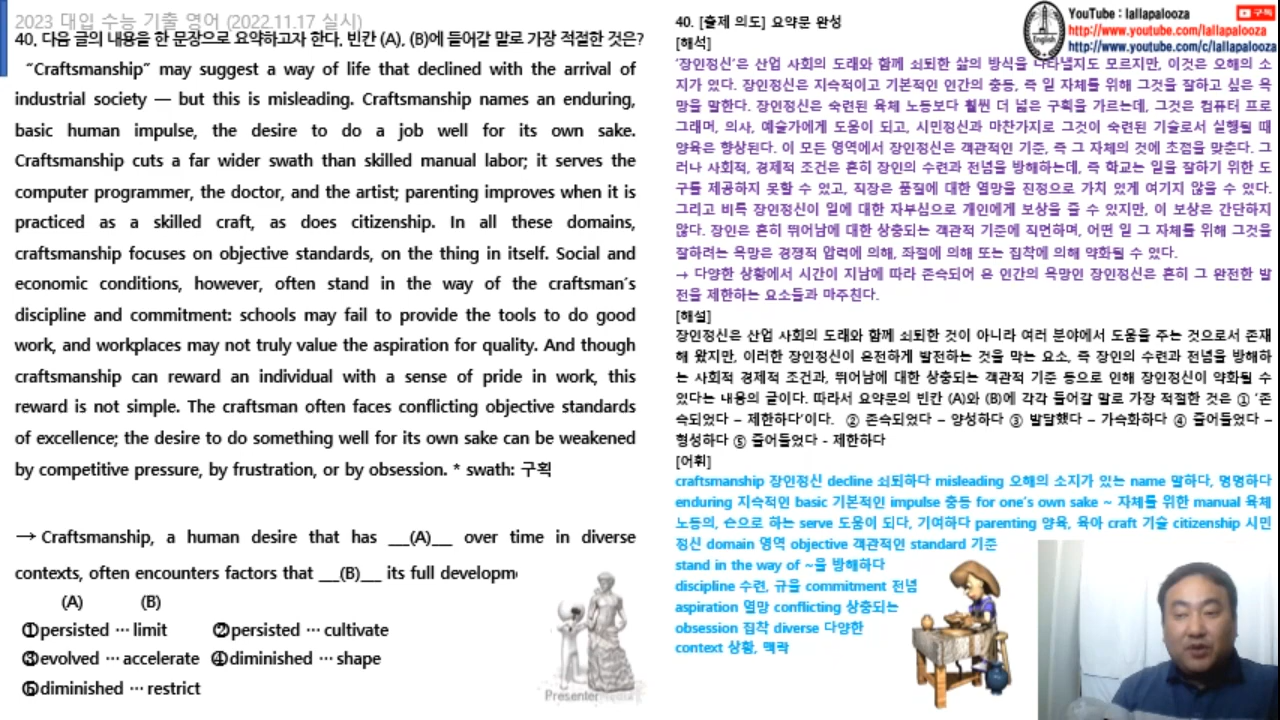 2023 대입 수능 기출 영어 (2022.11.17 실시)
40. 다음 글의 내용을 한 문장으로 요약하고자 한다. 빈칸 (A), (B)에 들어갈 말로 가장 적절한 것은?
“Craftsmanship” may suggest a way of life that declined with the arrival of
industrial society — but this is misleading. Craftsmanship names an enduring,
basic human impulse, the desire to do a job well for its own sake.
Craftsmanship cuts a far wider swath than skilled manual labor; it serves the
computer programmer, the doctor, and the artist; parenting improves when it is
practiced as a skilled craft, as does citizenship. In all these domains,
craftsmanship focuses on objective standards, on the thing in itself. Social and
economic conditions, however, often stand in the way of the craftsman's
discipline and commitment: schools may fail to provide the tools to do good
work, and workplaces may not truly value the aspiration for quality. And though
craftsmanship can reward an individual with a sense of pride in work, this
reward is not simple. The craftsman often faces conflicting objective standards
of excellence; the desire to do something well for its own sake can be weakened
by competitive pressure, by frustration, or by obsession. * swath: 구획
→ Craftsmanship, a human desire that has __(A)__ over time in diverse
contexts, often encounters factors that __(B)__ its full developm
(A) (B)
①persisted … limit ②persisted … cultivate
③evolved … accelerate ④diminished … shape
⑤diminished … restrict
Presenter
40. [출제 의도] 요약문 완성
[해석]
‘장인정신’은 산업 사회의 도래와 함께 쇠퇴한 삶의 방식을 나타낼지도 모르지만, 이것은 오해의 소
지가 있다. 장인정신은 지속적이고 기본적인 인간의 충동, 즉 일 자체를 위해 그것을 잘하고 싶은 욕
망을 말한다. 장인정신은 숙련된 육체 노동보다 훨씬 더 넓은 구획을 가르는데, 그것은 컴퓨터 프로
그래머, 의사, 예술가에게 도움이 되고, 시민정신과 마찬가지로 그것이 숙련된 기술로서 실행될 때
양육은 향상된다. 이 모든 영역에서 장인정신은 객관적인 기준, 즉 그 자체의 것에 초점을 맞춘다. 그
러나 사회적, 경제적 조건은 흔히 장인의 수련과 전념을 방해하는데, 즉 학교는 일을 잘하기 위한 도
구를 제공하지 못할 수 있고, 직장은 품질에 대한 열망을 진정으로 가치 있게 여기지 않을 수 있다.
그리고 비록 장인정신이 일에 대한 자부심으로 개인에게 보상을 줄 수 있지만, 이 보상은 간단하지
않다. 장인은 흔히 뛰어남에 대한 상충되는 객관적 기준에 직면하며, 어떤 일 그 자체를 위해 그것을
잘하려는 욕망은 경쟁적 압력에 의해, 좌절에 의해 또는 집착에 의해 약화될 수 있다.
→ 다양한 상황에서 시간이 지남에 따라 존속되어 온 인간의 욕망인 장인정신은 흔히 그 완전한 발
전을 제한하는 요소들과 마주친다.
[해설]
장인정신은 산업 사회의 도래와 함께 쇠퇴한 것이 아니라 여러 분야에서 도움을 주는 것으로서 존재
해 왔지만, 이러한 장인정신이 온전하게 발전하는 것을 막는 요소, 즉 장인의 수련과 전념을 방해하
는 사회적 경제적 조건과, 뛰어남에 대한 상충되는 객관적 기준 등으로 인해 장인정신이 약화될 수
있다는 내용의 글이다. 따라서 요약문의 빈칸 (A)와 (B)에 각각 들어갈 말로 가장 적절한 것은 ① ‘존
속되었다 – 제한하다’이다. ② 존속되었다 – 양성하다 ③ 발달했다 – 가속화하다 ④ 줄어들었다 –
형성하다 ⑤ 줄어들었다 - 제한하다
[어휘]
craftsmanship 장인정신 decline 쇠퇴하다 misleading 오해의 소지가 있는 name 말하다, 명명하다
enduring 지속적인 basic 기본적인 impulse 충동 for one's own sake ~ 자체를 위한 manual 육체
노동의, 손으로 하는 serve 도움이 되다, 기여하다 parenting 양육, 육아 craft 기술 citizenship 시민
정신 domain 영역 objective 객관적인 standard 기준
stand in the way of ~을 방해하다
discipline 수련, 규율 commitment 전념
aspiration 열망 conflicting 상충되는
obsession 집착 diverse 다양한
context 상황, 맥락
English
YouTube : lallapalooza
구독
http://www.youtube.com/lallapalooza
http://www.youtube.com/c/lallapalooza